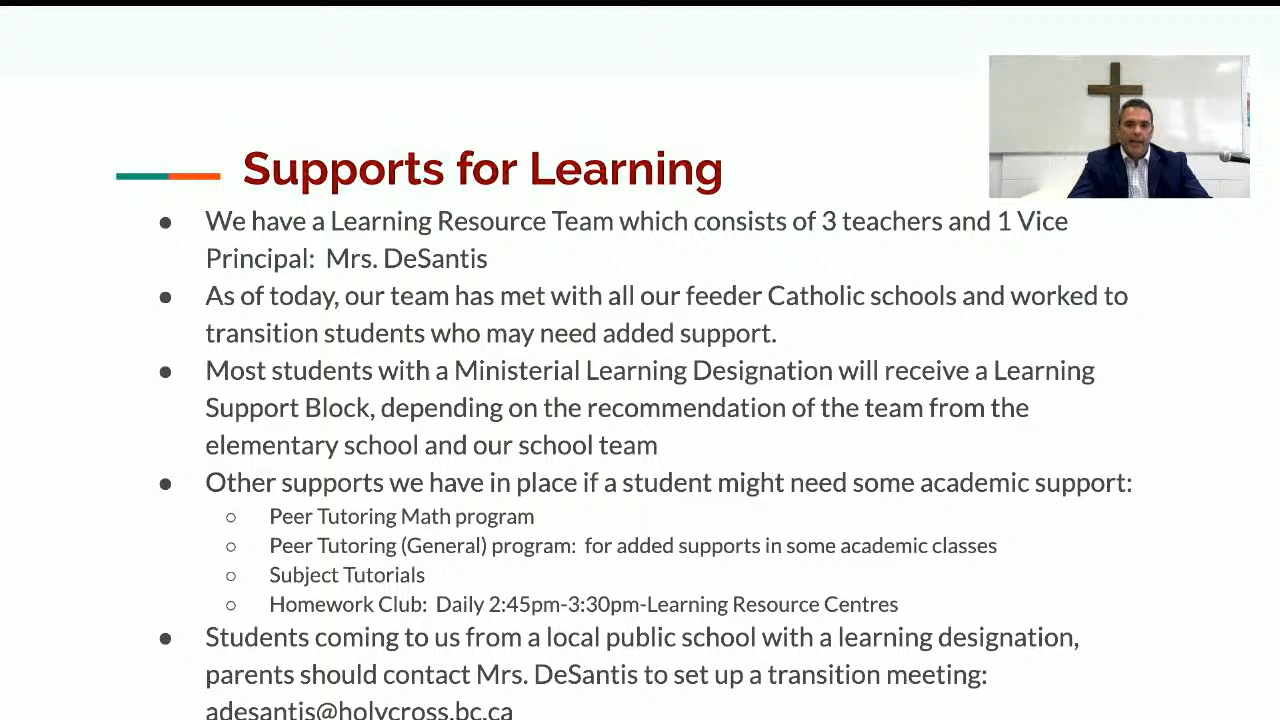 Supports for Learning
● We have a Learning Resource Team which consists of 3 teachers and 1 Vice
Principal: Mrs. DeSantis
● As of today, our team has met with all our feeder Catholic schools and worked to
transition students who may need added support.
● Most students with a Ministerial Learning Designation will receive a Learning
Support Block, depending on the recommendation of the team from the
elementary school and our school team
● Other supports we have in place if a student might need some academic support:
○ Peer Tutoring Math program
○ Peer Tutoring (General) program: for added supports in some academic classes
○ Subject Tutorials
○ Homework Club: Daily 2:45pm-3:30pm-Learning Resource Centres
● Students coming to us from a local public school with a learning designation,
parents should contact Mrs. DeSantis to set up a transition meeting:
adesantis@holycross.bc.ca